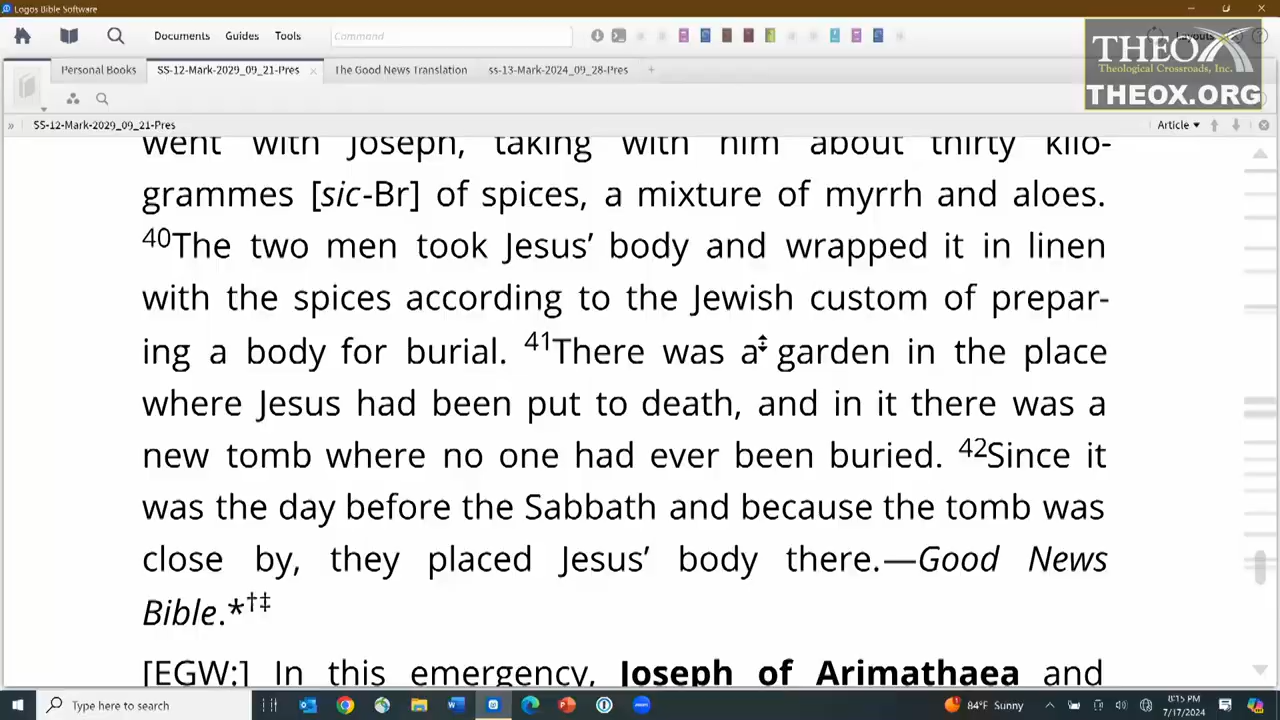 Logos Bible Software
Documents Guides Tools Command Layouts
THEOX
Theological Crossroads, Inc.
THEOX.ORG
Personal Books SS-12-Mark-2029_09_21-Pres The Good News ss-13-Mark-2024_09_28-Pres
SS-12-Mark-2029_09_21-Pres Article
went with Joseph, taking with him about thirty kilo-
grammes [sic-Br] of spices, a mixture of myrrh and aloes.
40The two men took Jesus’ body and wrapped it in linen
with the spices according to the Jewish custom of prepar-
ing a body for burial. 41There was a garden in the place
where Jesus had been put to death, and in it there was a
new tomb where no one had ever been buried. 42Since it
was the day before the Sabbath and because the tomb was
close by, they placed Jesus’ body there.—Good News
Bible.*†‡
[EGW:] In this emergency, Joseph of Arimathaea and
Type here to search 84°F Sunny 8:15 PM
7/17/2024